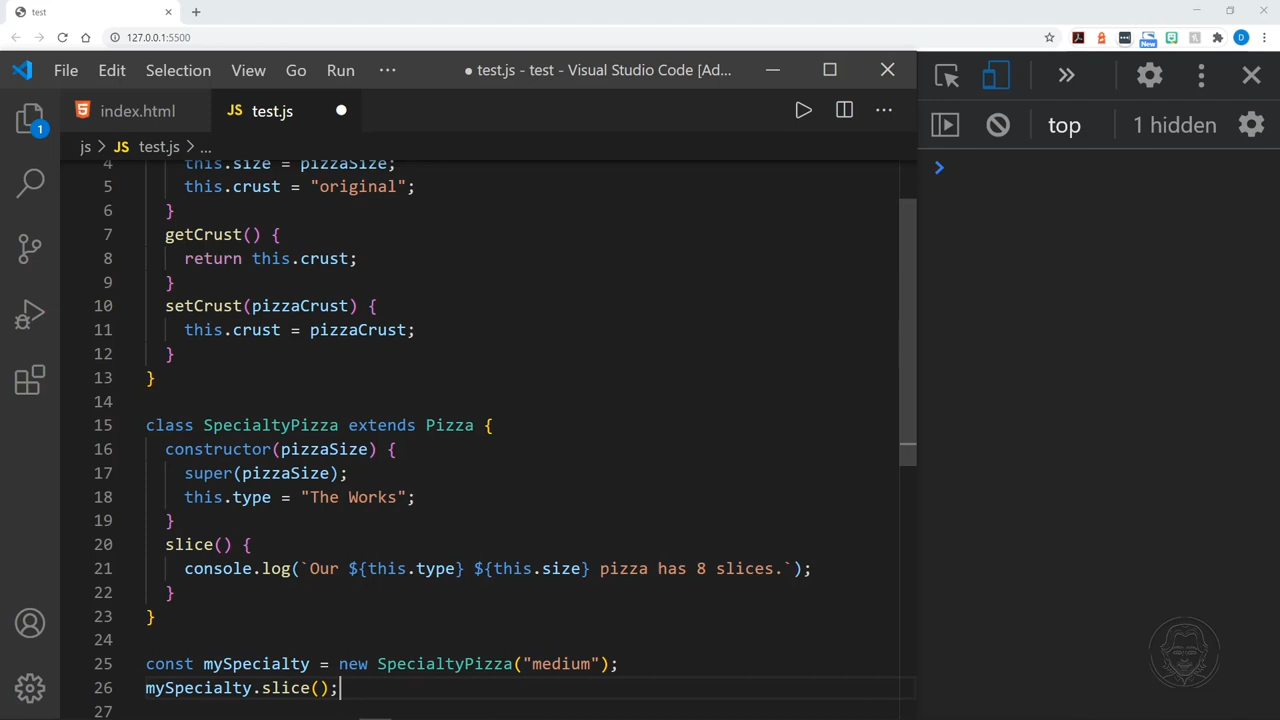 test
127.0.0.1:5500
New
D
File Edit Selection View Go Run ...
● test.js - test - Visual Studio Code [Ad...
index.html
JS test.js
js > JS test.js > ...
top
1 hidden
1
4 this.size = pizzaSize;
5 this.crust = "original";
6 }
7 getCrust() {
8 return this.crust;
9 }
10 setCrust(pizzaCrust) {
11 this.crust = pizzaCrust;
12 }
13 }
14
15 class SpecialtyPizza extends Pizza {
16 constructor(pizzaSize) {
17 super(pizzaSize);
18 this.type = "The Works";
19 }
20 slice() {
21 console.log(`Our ${this.type} ${this.size} pizza has 8 slices.`);
22 }
23 }
24
25 const mySpecialty = new SpecialtyPizza("medium");
26 mySpecialty.slice();
27